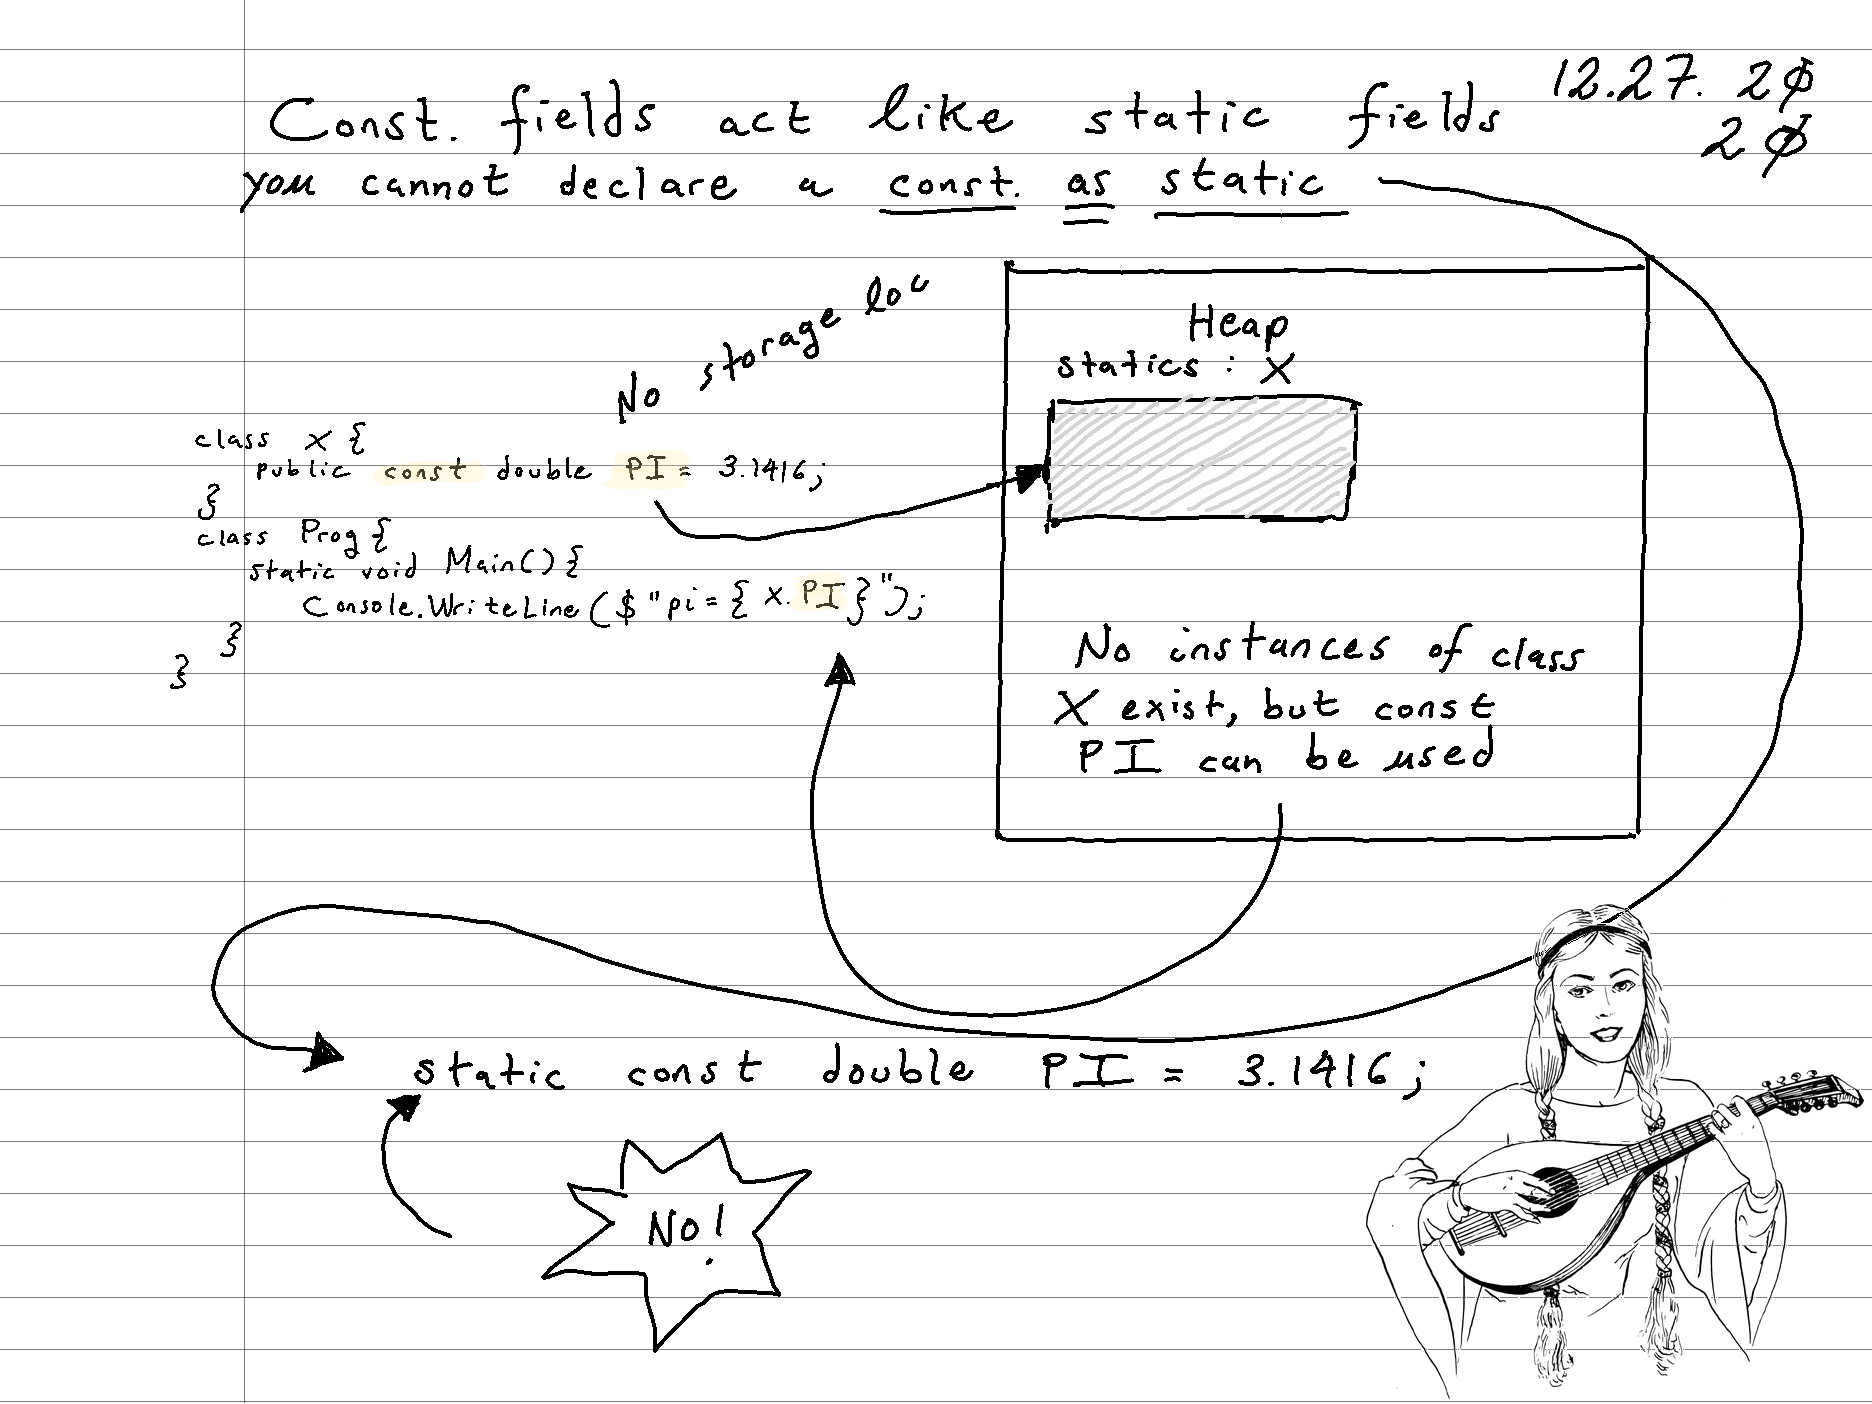 Const. fields act like static fields
12.27. 20
20
you cannot declare a const. as static
No storage loc
class X {
public const double PI = 3.1416;
}
class Prog {
static void Main() {
Console.WriteLine($"pi = { X.PI }");
}
}
Heap
statics : X
No instances of class
X exist, but const
PI can be used
static const double PI = 3.1416;
No!